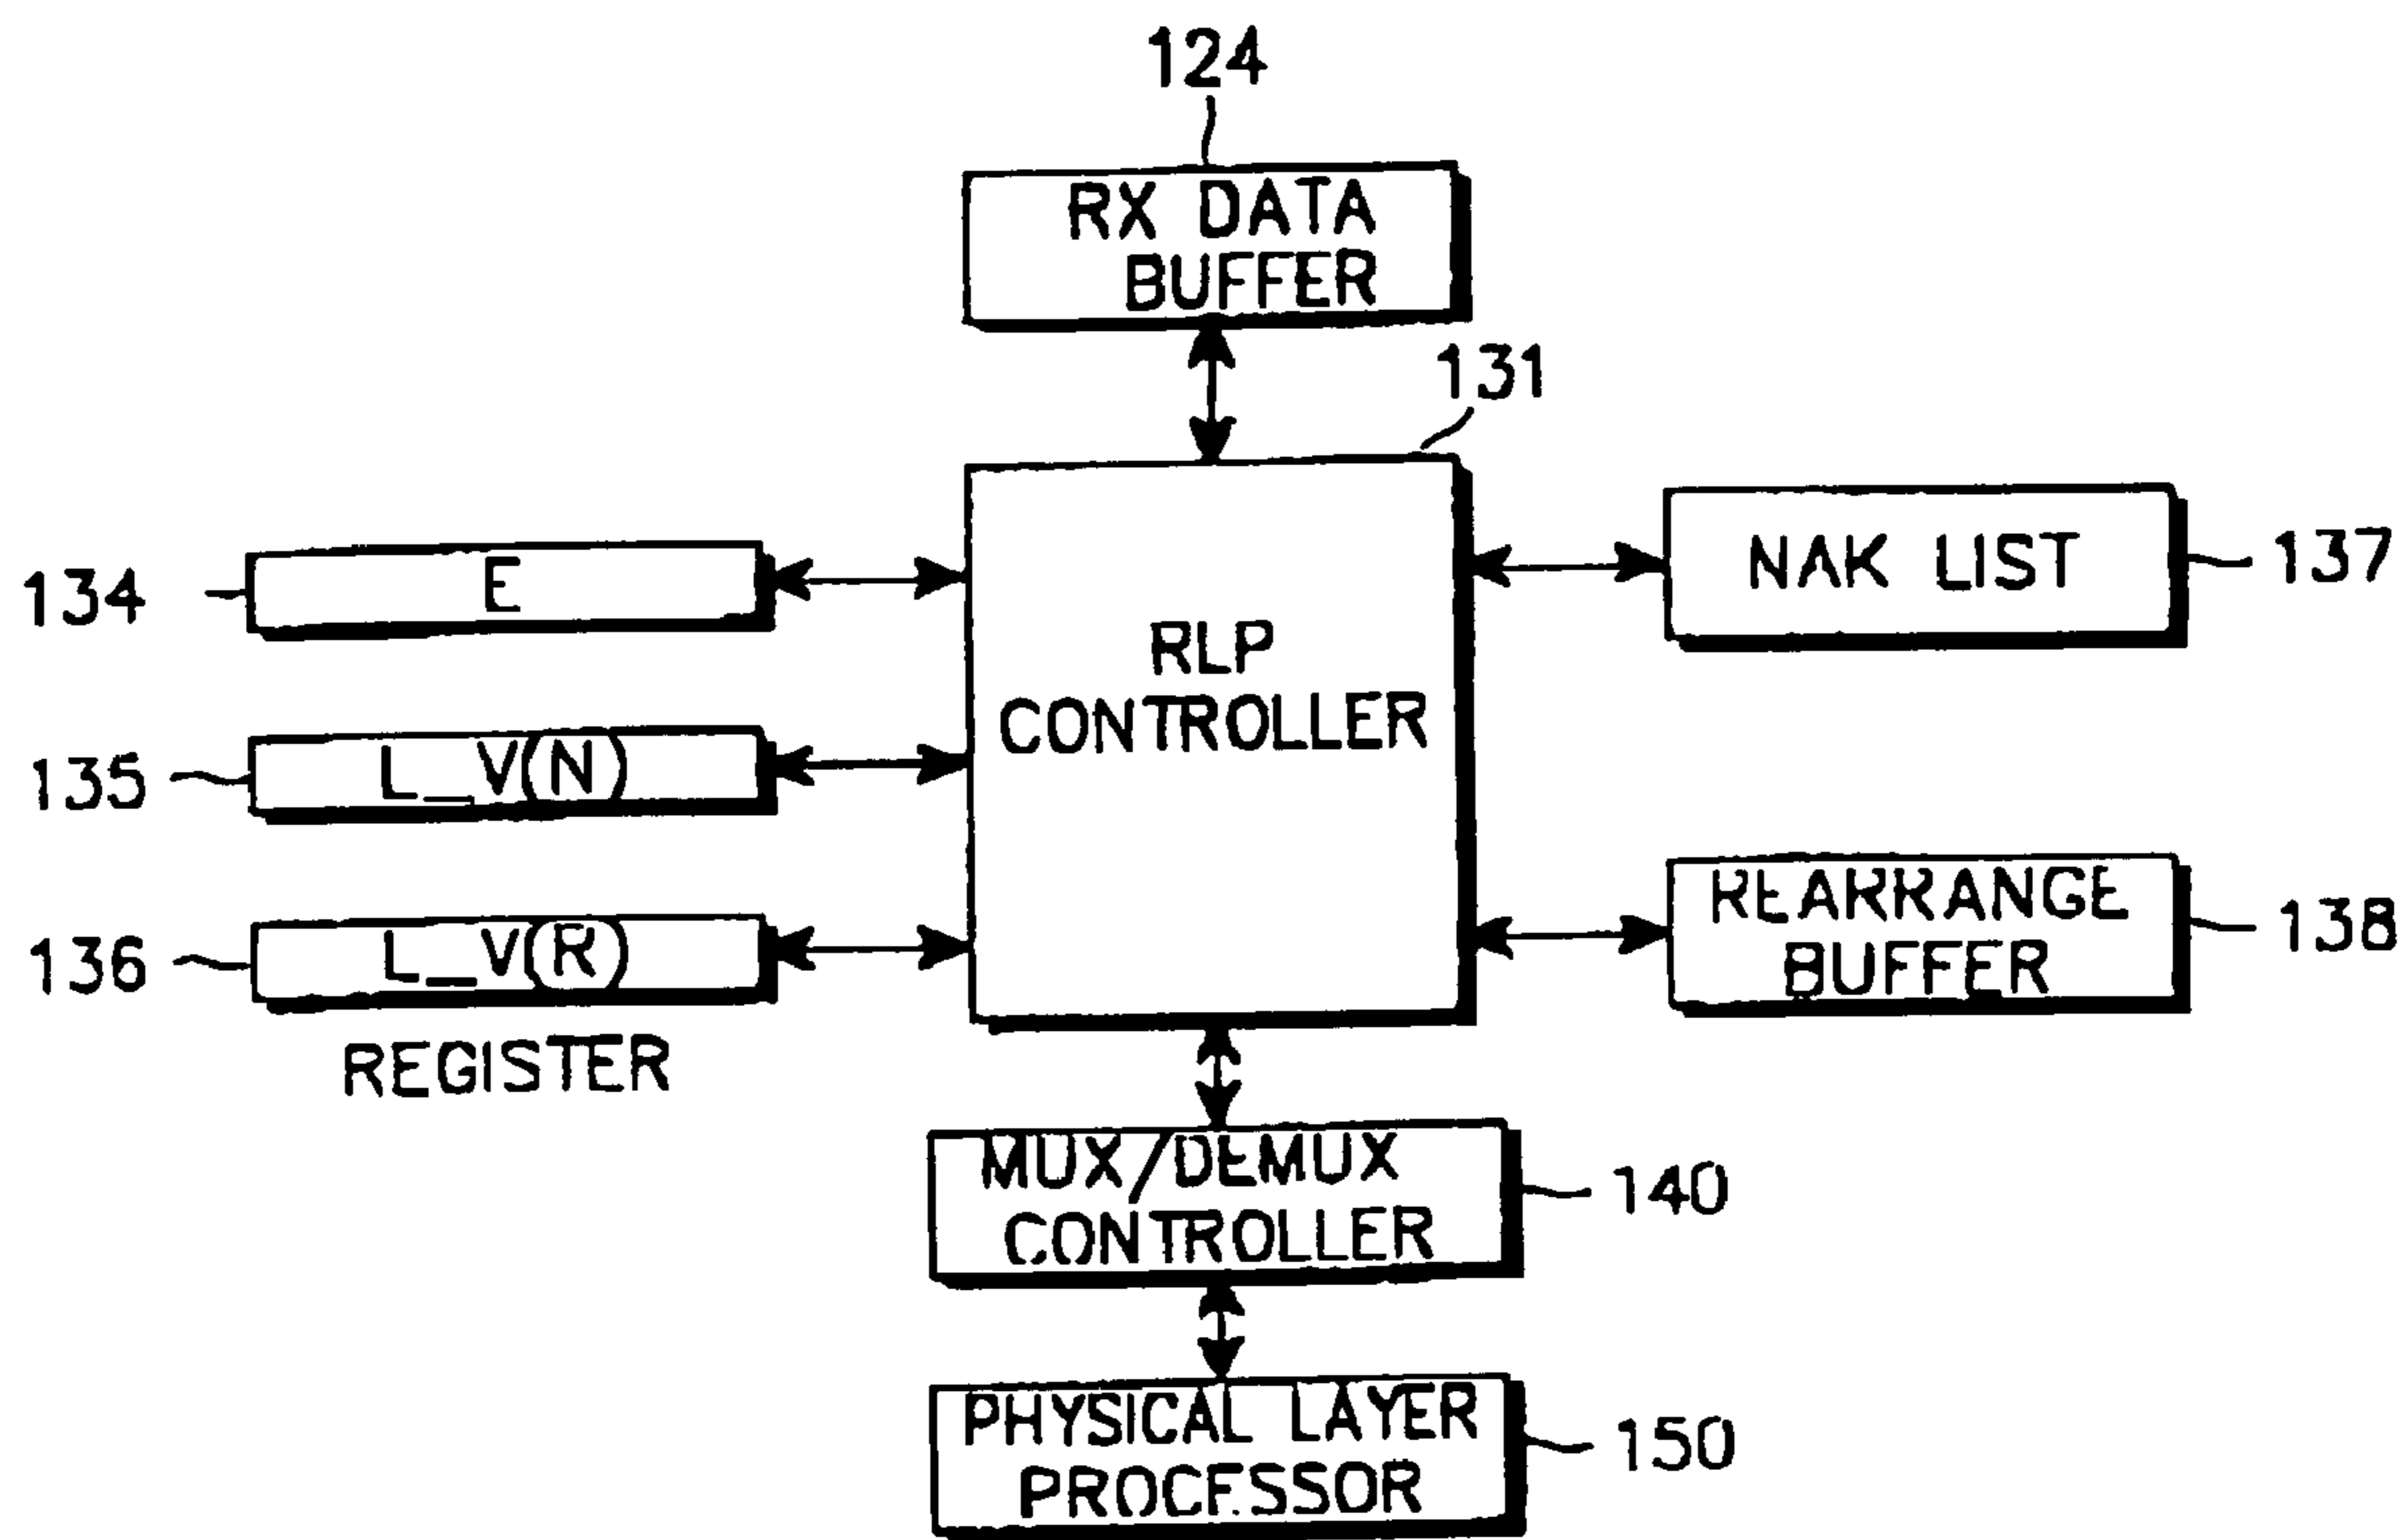 124
RX DATA
BUFFER
131
134
E
NAK LIST
137
RLP
CONTROLLER
135
L_V(N)
136
L_V(R)
REARRANGE
BUFFER
138
REGISTER
MUX/DEMUX
CONTROLLER
140
PHYSICAL LAYER
PROCESSOR
150